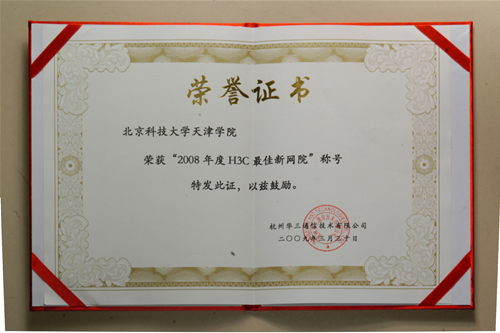 荣誉证书
北京科技大学天津学院
荣获“2008年度H3C最佳新网院”称号
特发此证，以兹鼓励。
杭州华三通信技术有限公司
二〇〇九年三月三十日